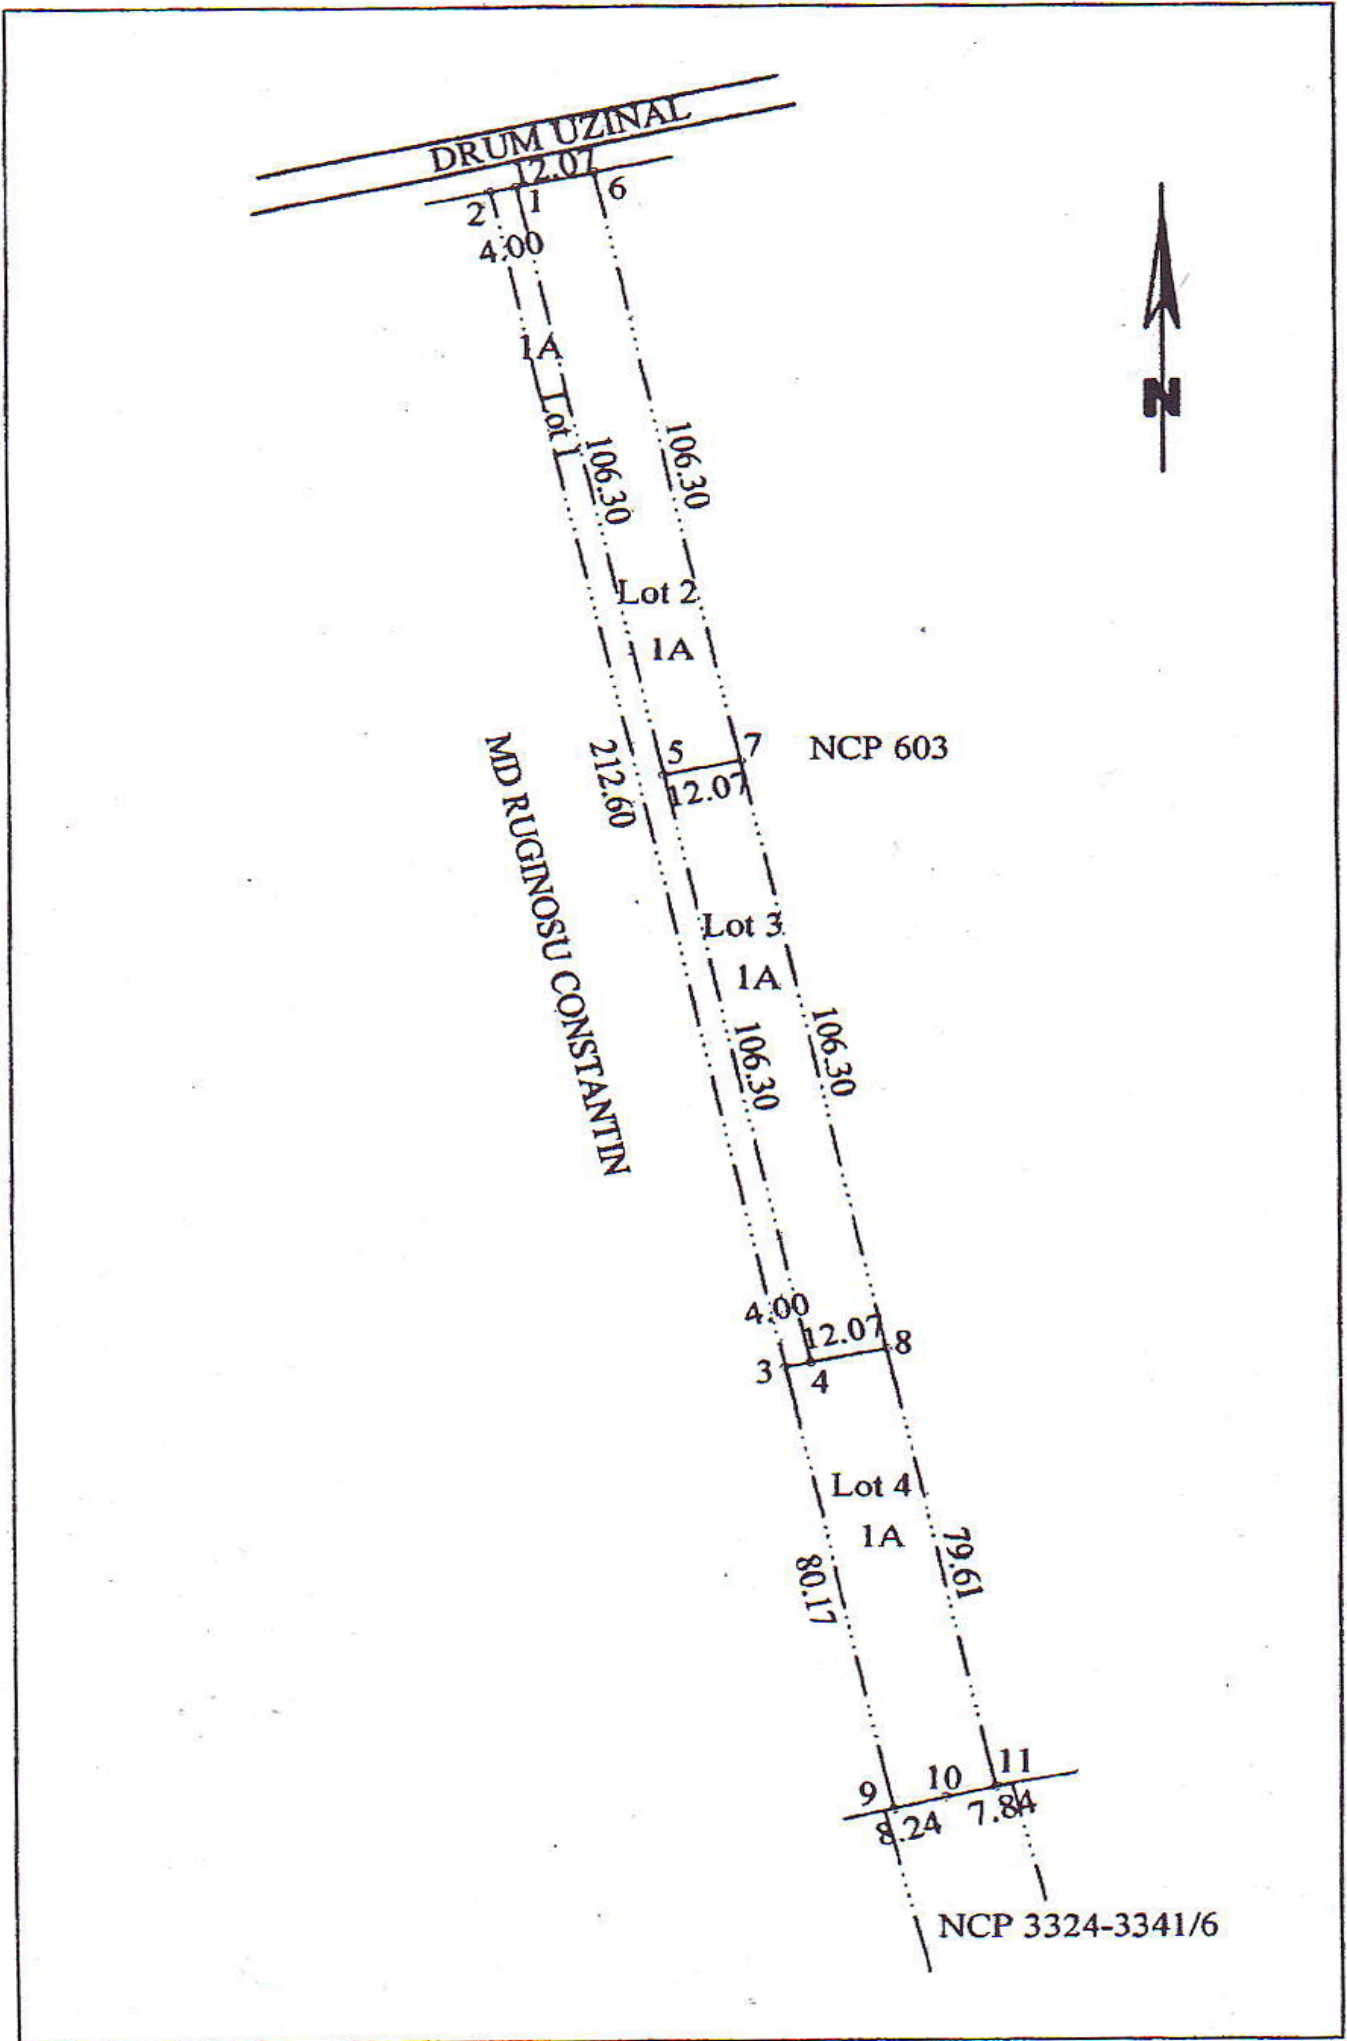 DRUM UZINAL
12.07
2
1
6
4.00
1A
Lot 1
N
106.30
106.30
Lot 2
1A
5
7
NCP 603
12.07
212.60
MD RUGINOSU CONSTANTIN
Lot 3
1A
106.30
106.30
4.00
12.07
8
3
4
Lot 4
1A
80.17
79.61
9
10
11
8.24
7.84
NCP 3324-3341/6